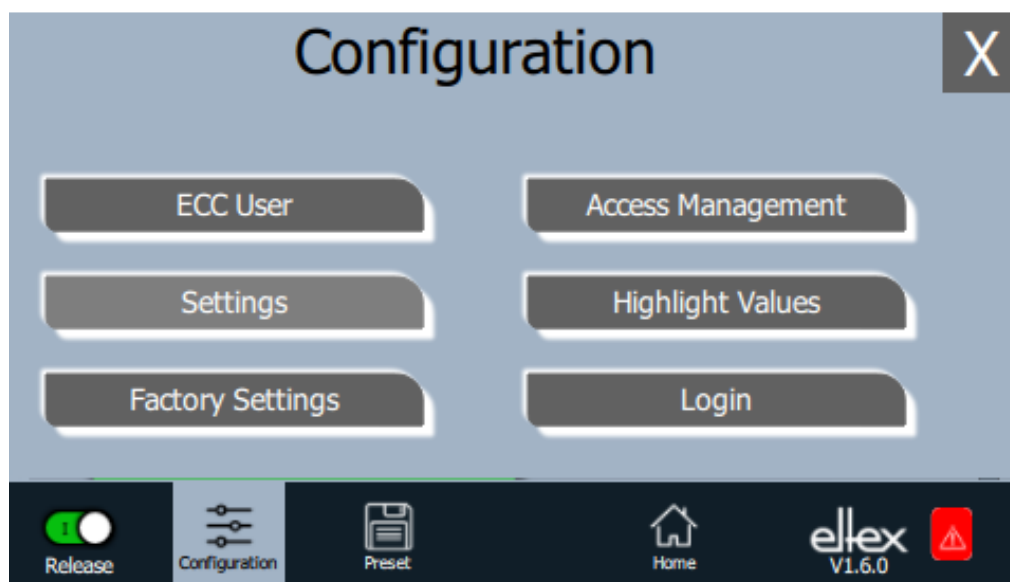 Configuration
X
ECC User
Access Management
Settings
Highlight Values
Factory Settings
Login
I
Release
Configuration
Preset
Home
eltex
V1.6.0